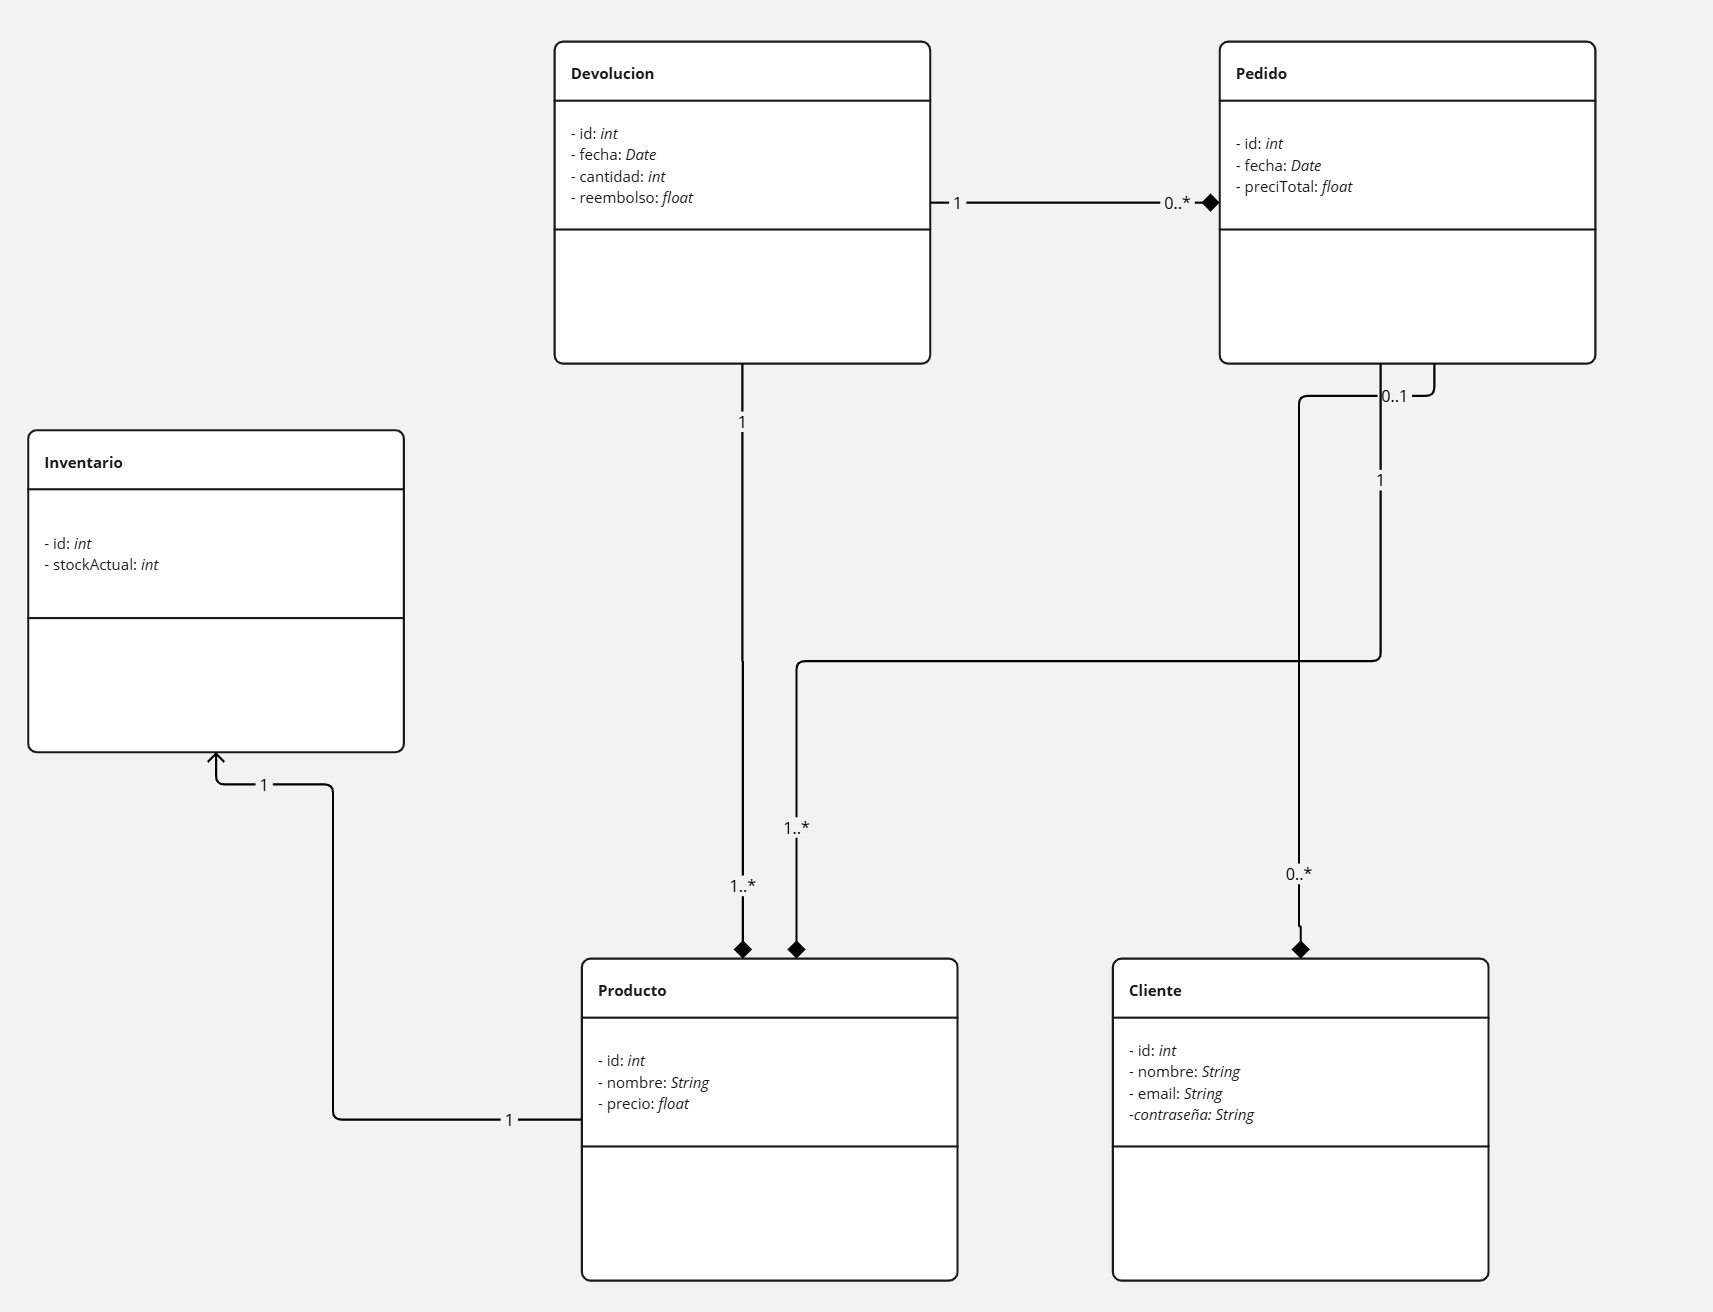 Devolucion
- id: int
- fecha: Date
- cantidad: int
- reembolso: float
Pedido
- id: int
- fecha: Date
- preciTotal: float
1
0..*
0..1
1
1
Inventario
- id: int
- stockActual: int
1
1..*
1..*
0..*
Producto
- id: int
- nombre: String
- precio: float
1
Cliente
- id: int
- nombre: String
- email: String
-contraseña: String